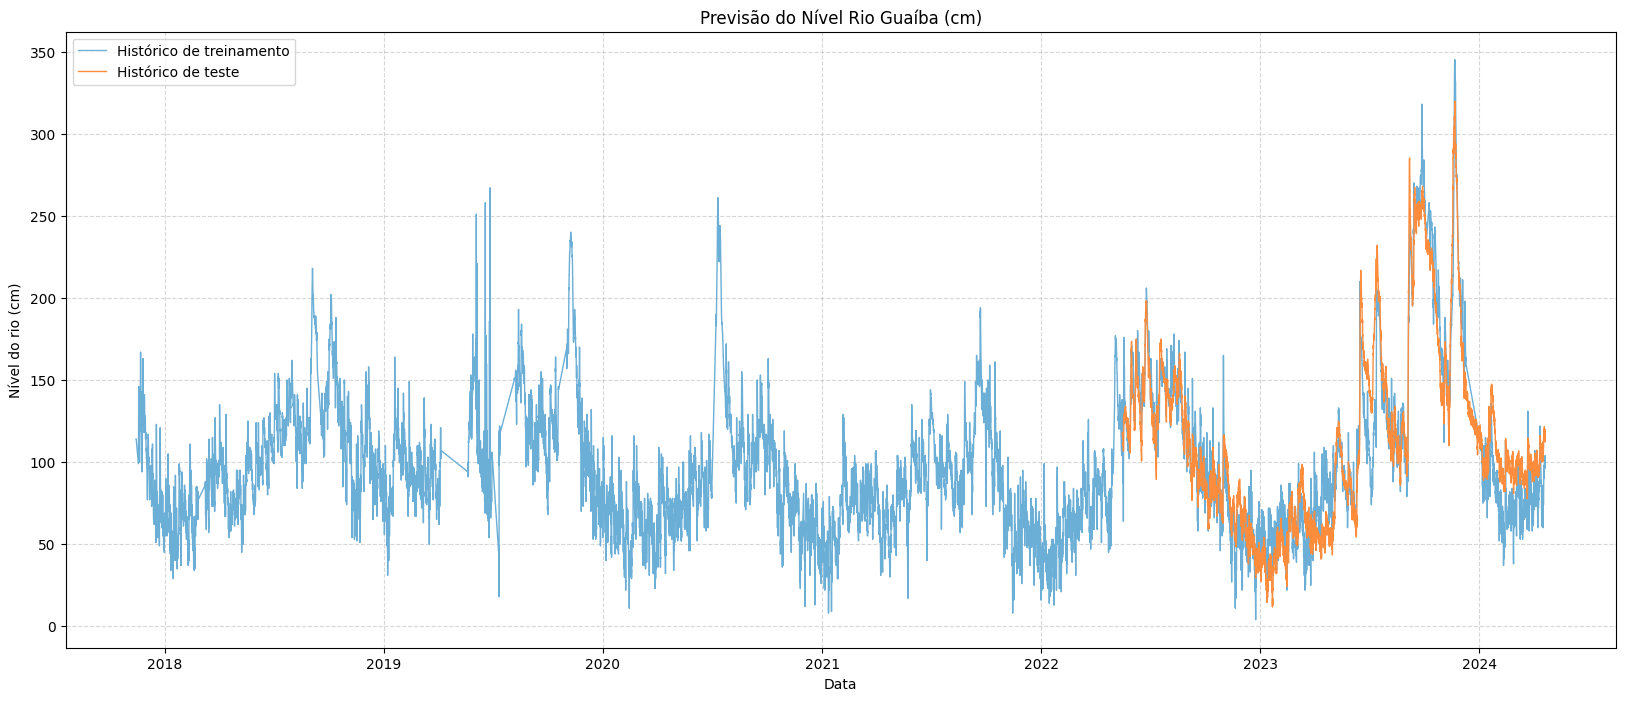 Previsão do Nível Rio Guaíba (cm)
Histórico de treinamento
Histórico de teste
Nível do rio (cm)
350
300
250
200
150
100
50
0
2018 2019 2020 2021 2022 2023 2024
Data